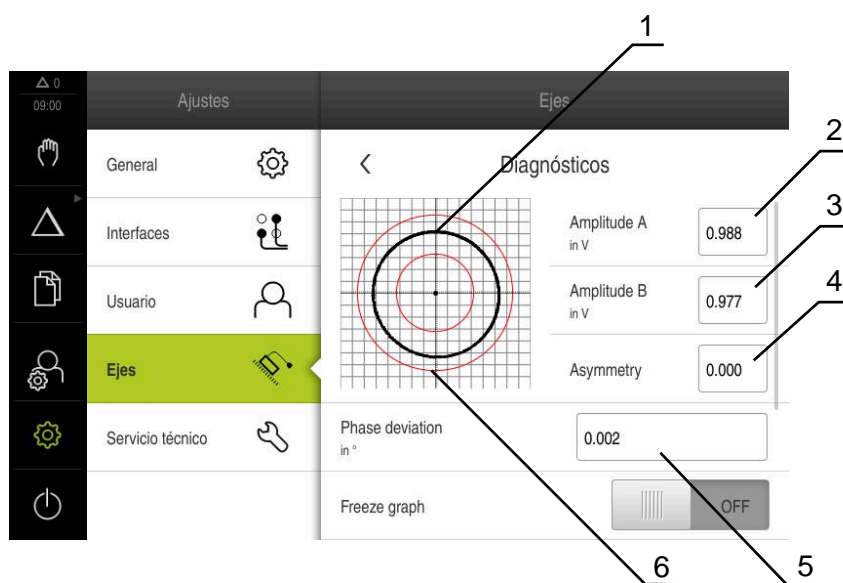 1
0
09:00
Ajustes
Ejes
General
Diagnósticos
2
Amplitude A
in V
0.988
3
Interfaces
Amplitude B
in V
0.977
4
Usuario
Asymmetry
0.000
Ejes
Servicio técnico
Phase deviation
in °
0.002
Freeze graph
OFF
6
5